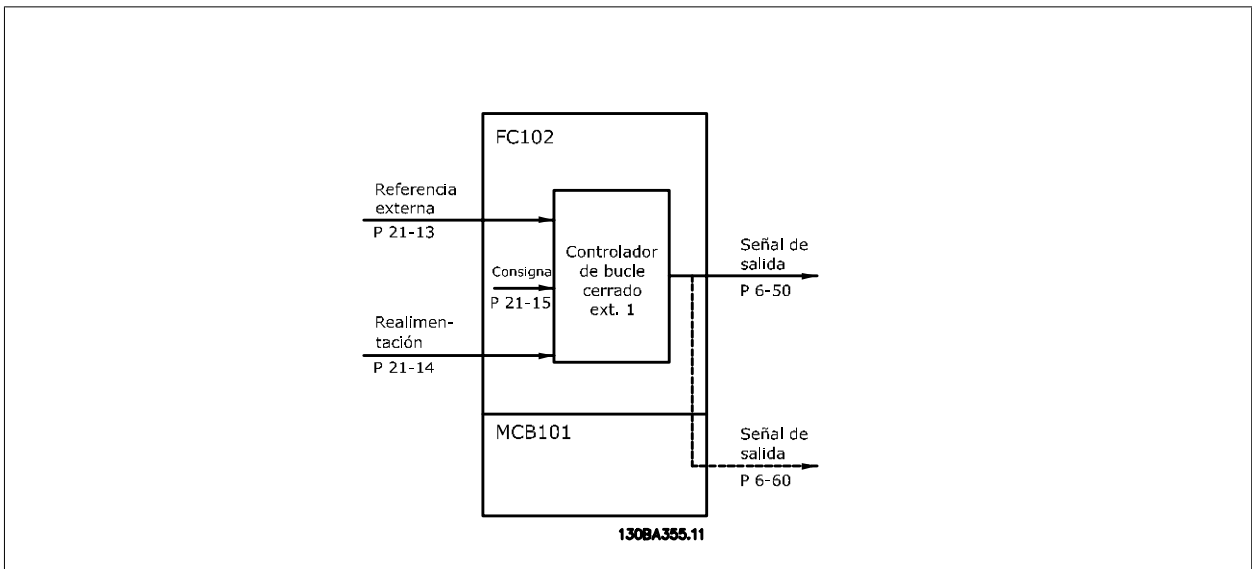 FC102
Referencia
externa
P 21-13
Consigna
P 21-15
Realimen-
tación
P 21-14
Controlador
de bucle
cerrado
ext. 1
Señal de
salida
P 6-50
MCB101
Señal de
salida
P 6-60
130BA355.11